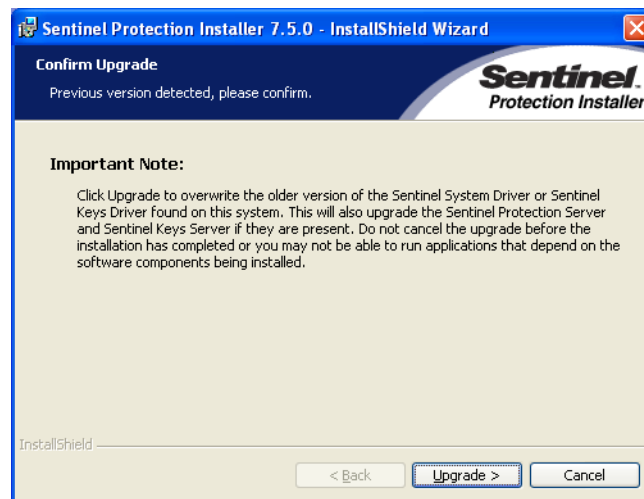 Sentinel Protection Installer 7.5.0 - InstallShield Wizard
Confirm Upgrade
Previous version detected, please confirm.
Sentinel.
Protection Installer
Important Note:
Click Upgrade to overwrite the older version of the Sentinel System Driver or Sentinel
Keys Driver found on this system. This will also upgrade the Sentinel Protection Server
and Sentinel Keys Server if they are present. Do not cancel the upgrade before the
installation has completed or you may not be able to run applications that depend on the
software components being installed.
InstallShield
< Back
Upgrade >
Cancel